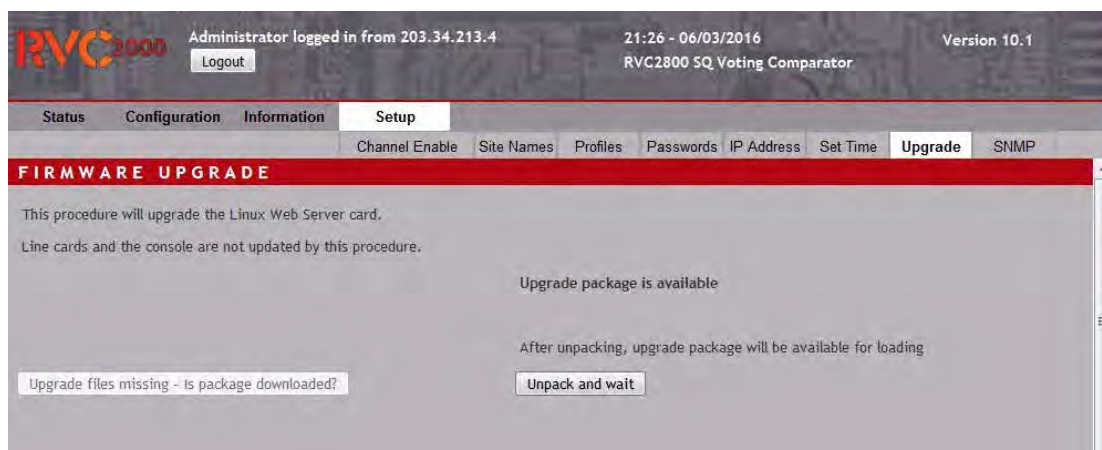 RVC2000
Administrator logged in from 203.34.213.4
Logout
21:26 - 06/03/2016
RVC2800 SQ Voting Comparator
Version 10.1
Status Configuration Information Setup
Channel Enable Site Names Profiles Passwords IP Address Set Time Upgrade SNMP
FIRMWARE UPGRADE
This procedure will upgrade the Linux Web Server card.
Line cards and the console are not updated by this procedure.
Upgrade package is available
After unpacking, upgrade package will be available for loading
Upgrade files missing - Is package downloaded? Unpack and wait